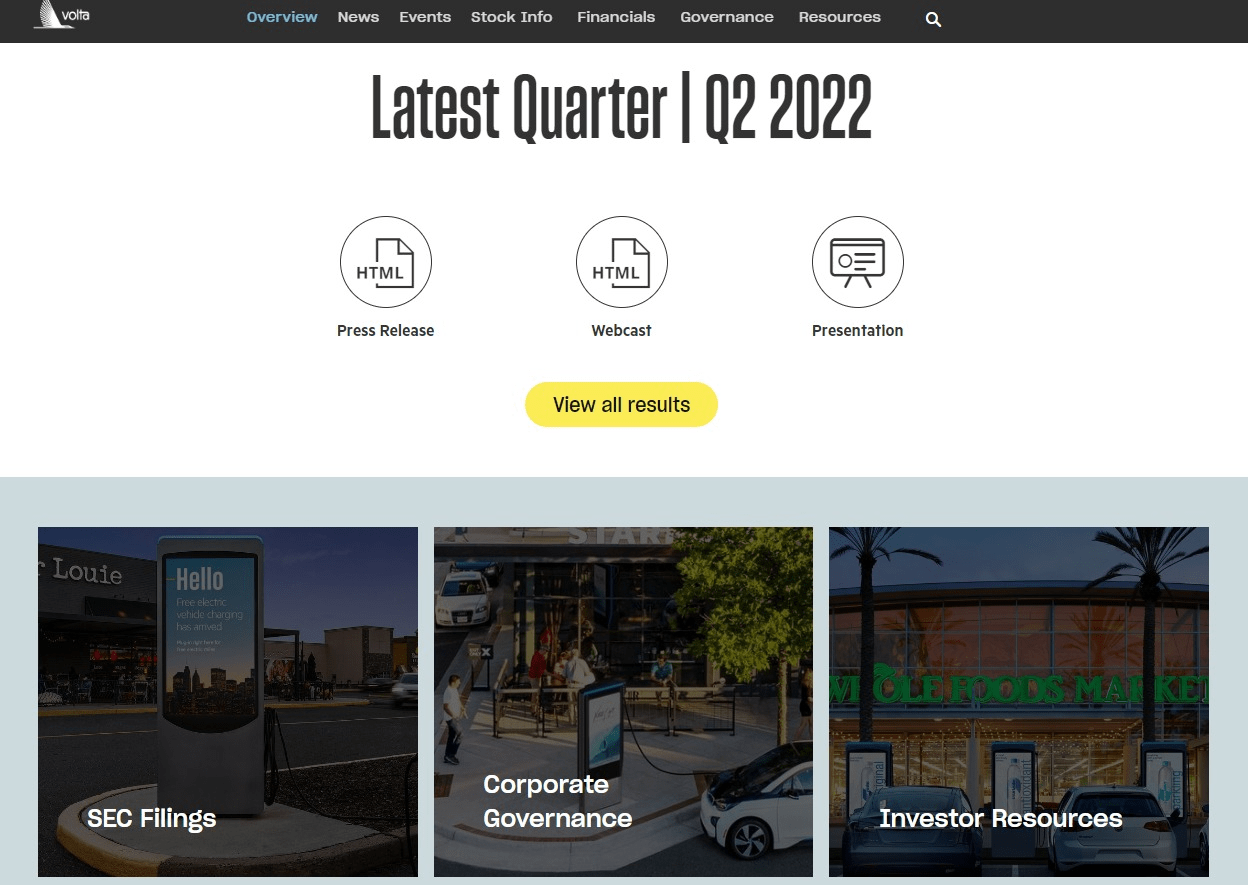 volta
Overview News Events Stock Info Financials Governance Resources
Latest Quarter | Q2 2022
HTML
HTML
Press Release
Webcast
Presentation
View all results
Louie
Hello
Free electric
vehicle charging
has arrived
SEC Filings
Corporate
Governance
WHOLE FOODS MARKET
Investor Resources